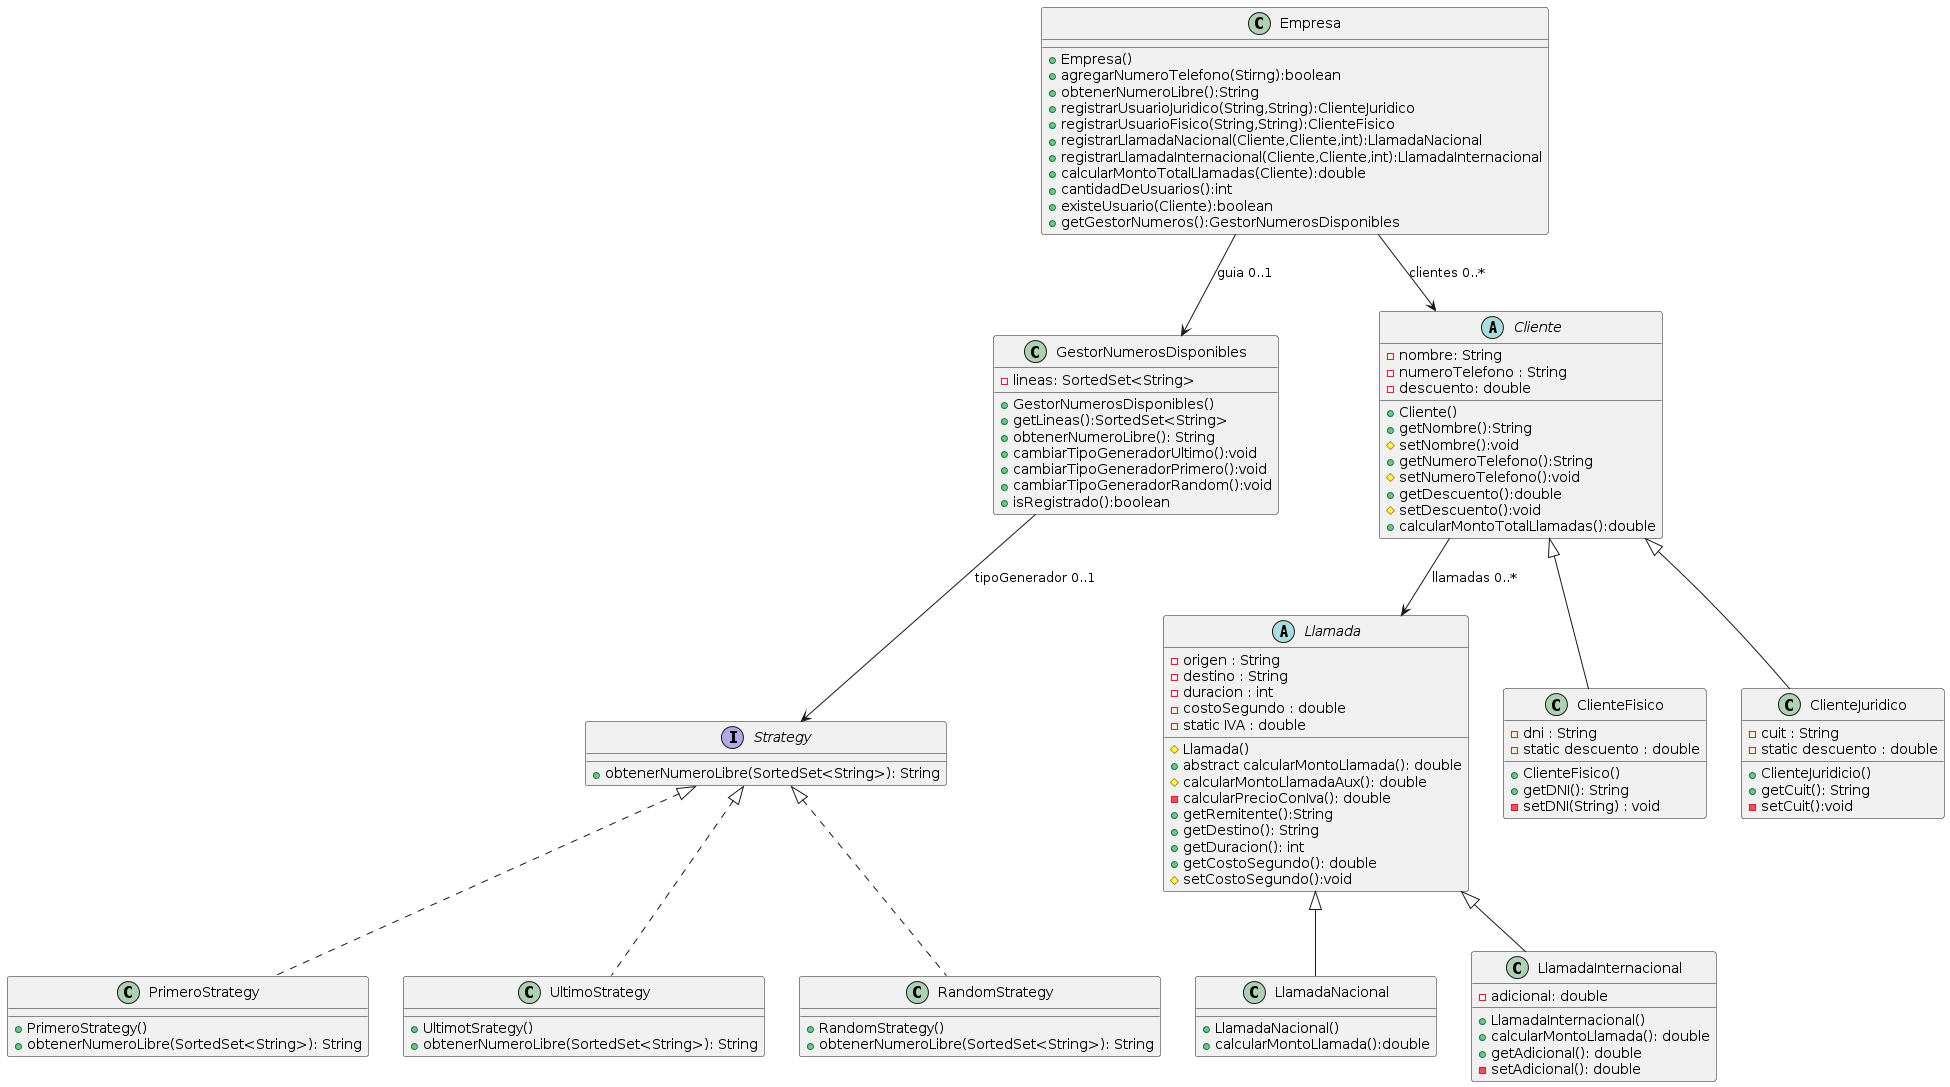 C Empresa
Empresa()
agregarNumeroTelefono(Stirng):boolean
obtenerNumeroLibre():String
registrarUsuarioJuridico(String,String):ClienteJuridico
registrarUsuarioFisico(String,String):ClienteFisico
registrarLlamadaNacional(Cliente,Cliente,int):LlamadaNacional
registrarLlamadaInternacional(Cliente,Cliente,int):LlamadaInternacional
calcularMontoTotalLlamadas(Cliente):double
cantidadDeUsuarios():int
existeUsuario(Cliente):boolean
getGestorNumeros():GestorNumerosDisponibles
guia 0..1
clientes 0..*
C GestorNumerosDisponibles
lineas: SortedSet<String>
GestorNumerosDisponibles()
getLineas():SortedSet<String>
obtenerNumeroLibre(): String
cambiarTipoGeneradorUltimo():void
cambiarTipoGeneradorPrimero():void
cambiarTipoGeneradorRandom():void
isRegistrado():boolean
A Cliente
nombre: String
numeroTelefono : String
descuento: double
Cliente()
getNombre():String
setNombre():void
getNumeroTelefono():String
setNumeroTelefono():void
getDescuento():double
setDescuento():void
calcularMontoTotalLlamadas():double
tipoGenerador 0..1
llamadas 0..*
I Strategy
obtenerNumeroLibre(SortedSet<String>): String
A Llamada
origen : String
destino : String
duracion : int
costoSegundo : double
static IVA : double
Llamada()
abstract calcularMontoLlamada(): double
calcularMontoLlamadaAux(): double
calcularPrecioConIva(): double
getRemitente():String
getDestino(): String
getDuracion(): int
getCostoSegundo(): double
setCostoSegundo():void
C ClienteFisico
dni : String
static descuento : double
ClienteFisico()
getDNI(): String
setDNI(String) : void
C ClienteJuridico
cuit : String
static descuento : double
ClienteJuridicio()
getCuit(): String
setCuit():void
C PrimeroStrategy
PrimeroStrategy()
obtenerNumeroLibre(SortedSet<String>): String
C UltimoStrategy
UltimotSrategy()
obtenerNumeroLibre(SortedSet<String>): String
C RandomStrategy
RandomStrategy()
obtenerNumeroLibre(SortedSet<String>): String
C LlamadaNacional
LlamadaNacional()
calcularMontoLlamada():double
C LlamadaInternacional
adicional: double
LlamadaInternacional()
calcularMontoLlamada(): double
getAdicional(): double
setAdicional(): double